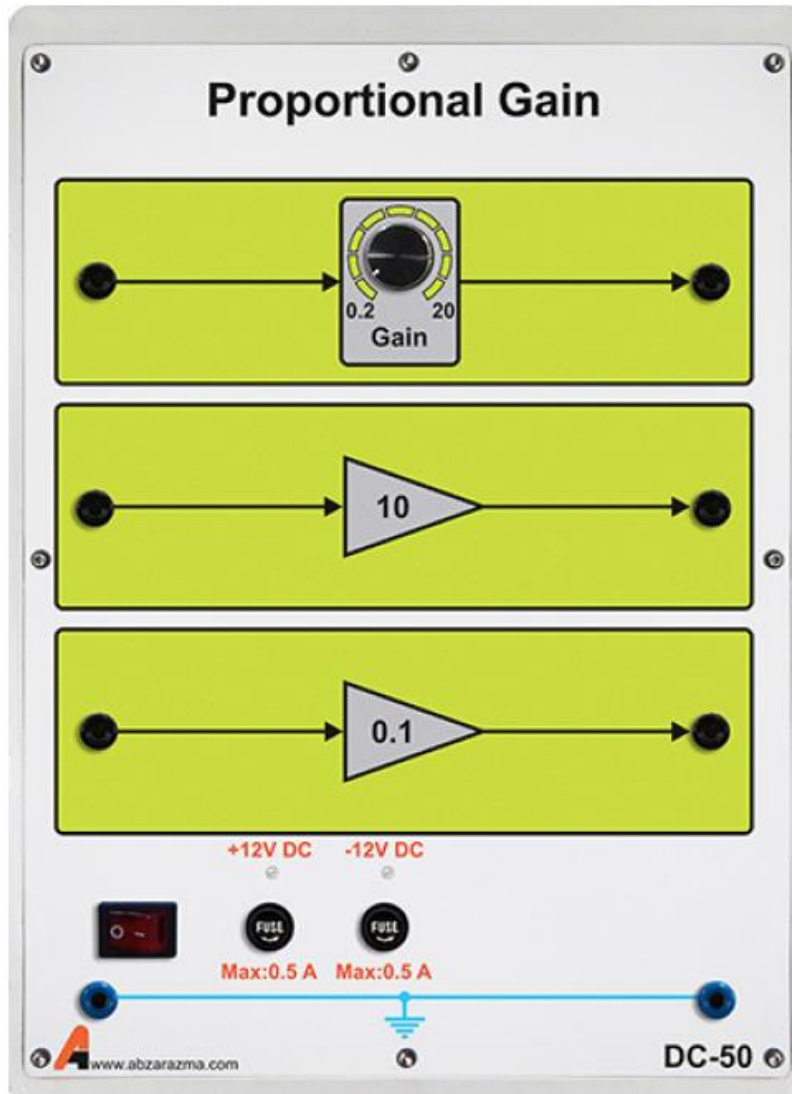 Proportional Gain
0.2 20
Gain
10
0.1
+12V DC -12V DC
FUSE FUSE
Max:0.5 A Max:0.5 A
www.abzarazma.com DC-50